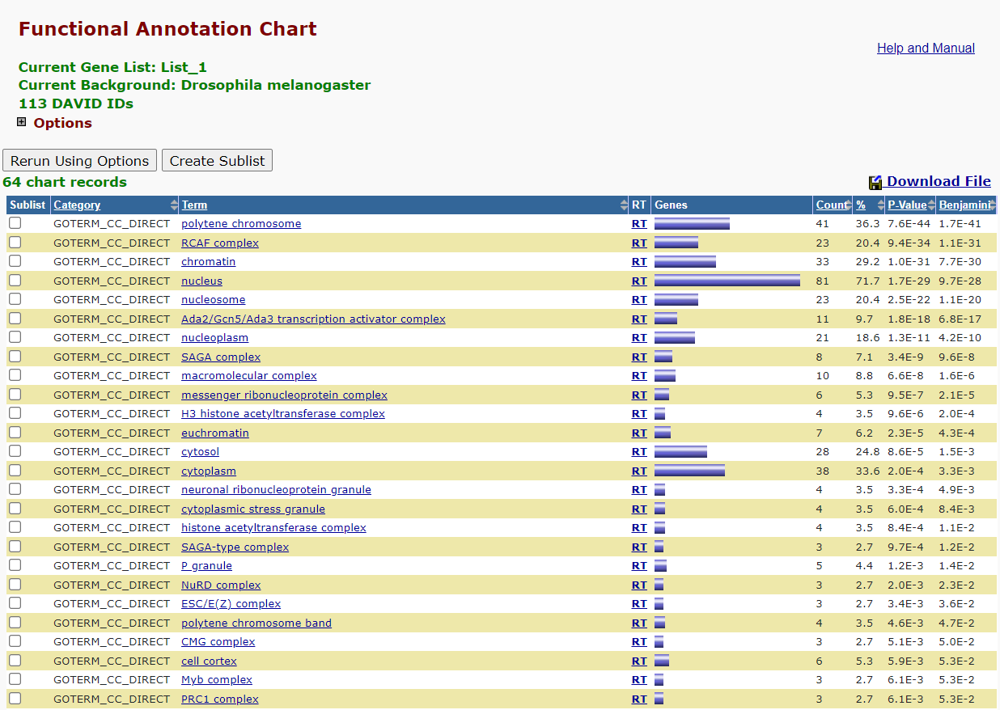 Functional Annotation Chart
Help and Manual
Current Gene List: List_1
Current Background: Drosophila melanogaster
113 DAVID IDs
Options
Rerun Using Options Create Sublist
64 chart records
Download File
Sublist Category Term RT Genes Count % P-Value Benjamini
GOTERM_CC_DIRECT polytene chromosome RT 41 36.3 7.6E-44 1.7E-41
GOTERM_CC_DIRECT RCAF complex RT 23 20.4 9.4E-34 1.1E-31
GOTERM_CC_DIRECT chromatin RT 33 29.2 1.0E-31 7.7E-30
GOTERM_CC_DIRECT nucleus RT 81 71.7 1.7E-29 9.7E-28
GOTERM_CC_DIRECT nucleosome RT 23 20.4 2.5E-22 1.1E-20
GOTERM_CC_DIRECT Ada2/Gcn5/Ada3 transcription activator complex RT 11 9.7 1.8E-18 6.8E-17
GOTERM_CC_DIRECT nucleoplasm RT 21 18.6 1.3E-11 4.2E-10
GOTERM_CC_DIRECT SAGA complex RT 8 7.1 3.4E-9 9.6E-8
GOTERM_CC_DIRECT macromolecular complex RT 10 8.8 6.6E-8 1.6E-6
GOTERM_CC_DIRECT messenger ribonucleoprotein complex RT 6 5.3 9.5E-7 2.1E-5
GOTERM_CC_DIRECT H3 histone acetyltransferase complex RT 4 3.5 9.6E-6 2.0E-4
GOTERM_CC_DIRECT euchromatin RT 7 6.2 2.3E-5 4.3E-4
GOTERM_CC_DIRECT cytosol RT 28 24.8 8.6E-5 1.5E-3
GOTERM_CC_DIRECT cytoplasm RT 38 33.6 2.0E-4 3.3E-3
GOTERM_CC_DIRECT neuronal ribonucleoprotein granule RT 4 3.5 3.3E-4 4.9E-3
GOTERM_CC_DIRECT cytoplasmic stress granule RT 4 3.5 6.0E-4 8.4E-3
GOTERM_CC_DIRECT histone acetyltransferase complex RT 4 3.5 8.4E-4 1.1E-2
GOTERM_CC_DIRECT SAGA-type complex RT 3 2.7 9.7E-4 1.2E-2
GOTERM_CC_DIRECT P granule RT 5 4.4 1.2E-3 1.4E-2
GOTERM_CC_DIRECT NuRD complex RT 3 2.7 2.0E-3 2.3E-2
GOTERM_CC_DIRECT ESC/E(Z) complex RT 3 2.7 3.4E-3 3.6E-2
GOTERM_CC_DIRECT polytene chromosome band RT 4 3.5 4.6E-3 4.7E-2
GOTERM_CC_DIRECT CMG complex RT 3 2.7 5.1E-3 5.0E-2
GOTERM_CC_DIRECT cell cortex RT 6 5.3 5.9E-3 5.3E-2
GOTERM_CC_DIRECT Myb complex RT 3 2.7 6.1E-3 5.3E-2
GOTERM_CC_DIRECT PRC1 complex RT 3 2.7 6.1E-3 5.3E-2